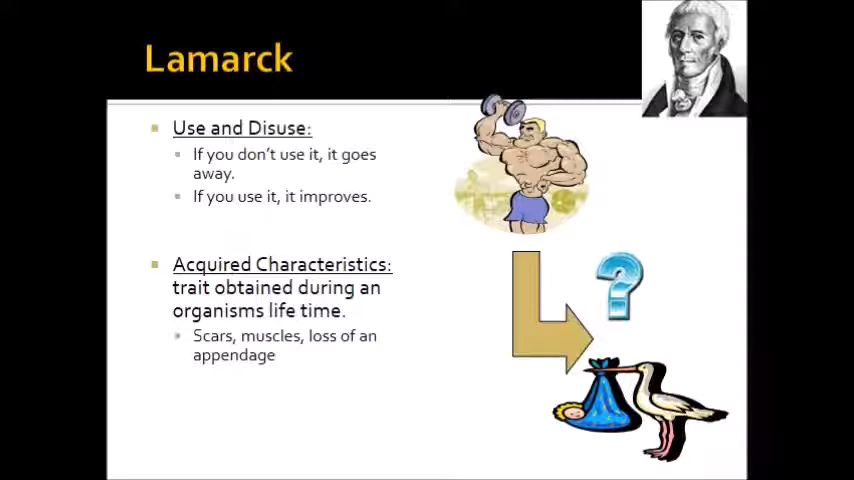 Lamarck
Use and Disuse:
If you don't use it, it goes
away.
If you use it, it improves.
Acquired Characteristics:
trait obtained during an
organisms life time.
Scars, muscles, loss of an
appendage
?